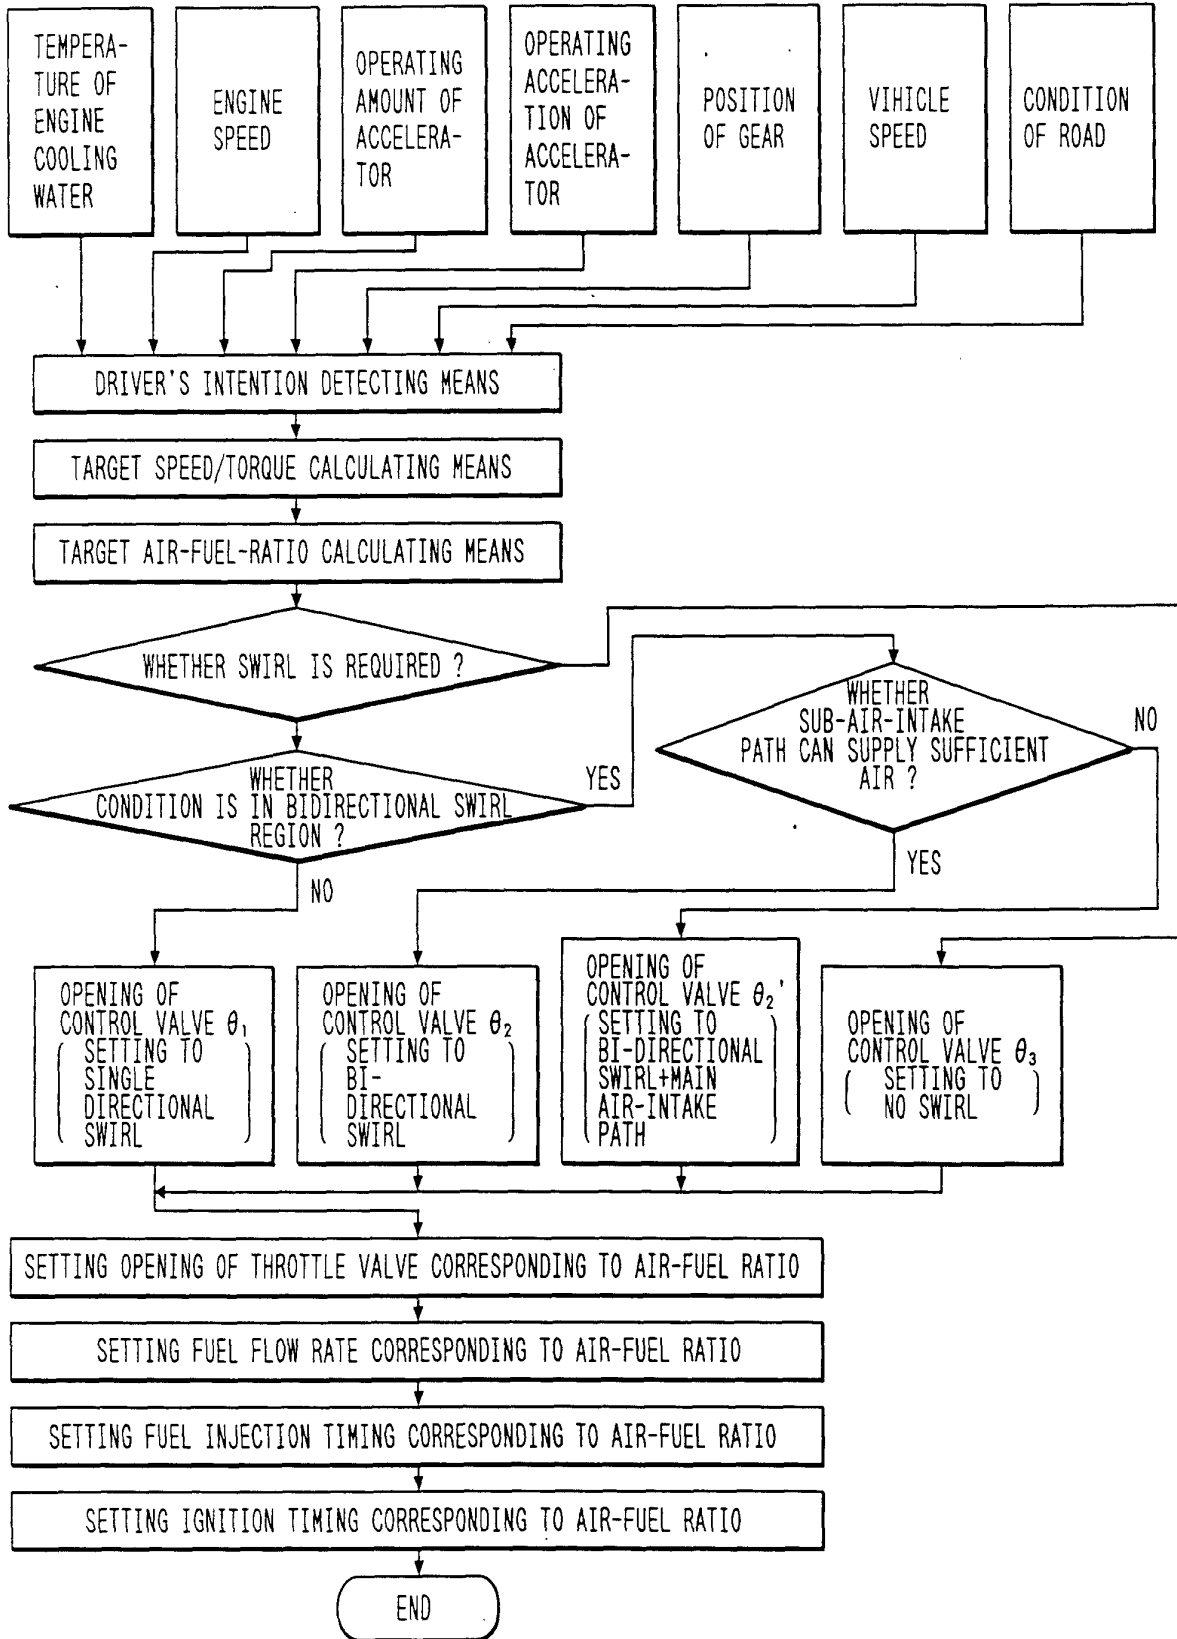 TEMPERA-
TURE OF
ENGINE
COOLING
WATER
ENGINE
SPEED
OPERATING
AMOUNT OF
ACCELERA-
TOR
OPERATING
ACCELERA-
TION OF
ACCELERA-
TOR
POSITION
OF GEAR
VIHICLE
SPEED
CONDITION
OF ROAD
DRIVER'S INTENTION DETECTING MEANS
TARGET SPEED/TORQUE CALCULATING MEANS
TARGET AIR-FUEL-RATIO CALCULATING MEANS
WHETHER SWIRL IS REQUIRED ?
WHETHER
CONDITION IS IN BIDIRECTIONAL SWIRL
REGION ?
YES
NO
WHETHER
SUB-AIR-INTAKE
PATH CAN SUPPLY SUFFICIENT
AIR ?
NO
YES
OPENING OF
CONTROL VALVE θ1
(SETTING TO
SINGLE
DIRECTIONAL
SWIRL)
OPENING OF
CONTROL VALVE θ2
(SETTING TO
BI-
DIRECTIONAL
SWIRL)
OPENING OF
CONTROL VALVE θ2'
(SETTING TO
BI-DIRECTIONAL
SWIRL+MAIN
AIR-INTAKE
PATH)
OPENING OF
CONTROL VALVE θ3
(SETTING TO
NO SWIRL)
SETTING OPENING OF THROTTLE VALVE CORRESPONDING TO AIR-FUEL RATIO
SETTING FUEL FLOW RATE CORRESPONDING TO AIR-FUEL RATIO
SETTING FUEL INJECTION TIMING CORRESPONDING TO AIR-FUEL RATIO
SETTING IGNITION TIMING CORRESPONDING TO AIR-FUEL RATIO
END